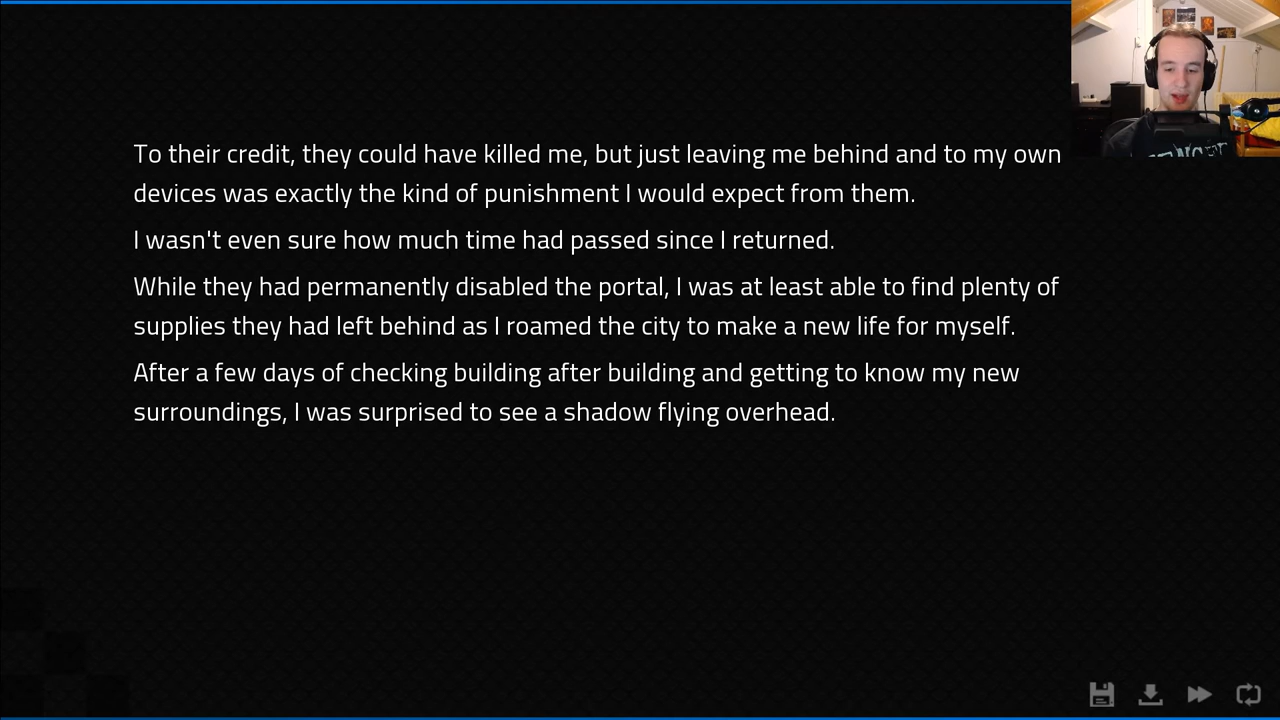 To their credit, they could have killed me, but just leaving me behind and to my own
devices was exactly the kind of punishment I would expect from them.
I wasn't even sure how much time had passed since I returned.
While they had permanently disabled the portal, I was at least able to find plenty of
supplies they had left behind as I roamed the city to make a new life for myself.
After a few days of checking building after building and getting to know my new
surroundings, I was surprised to see a shadow flying overhead.